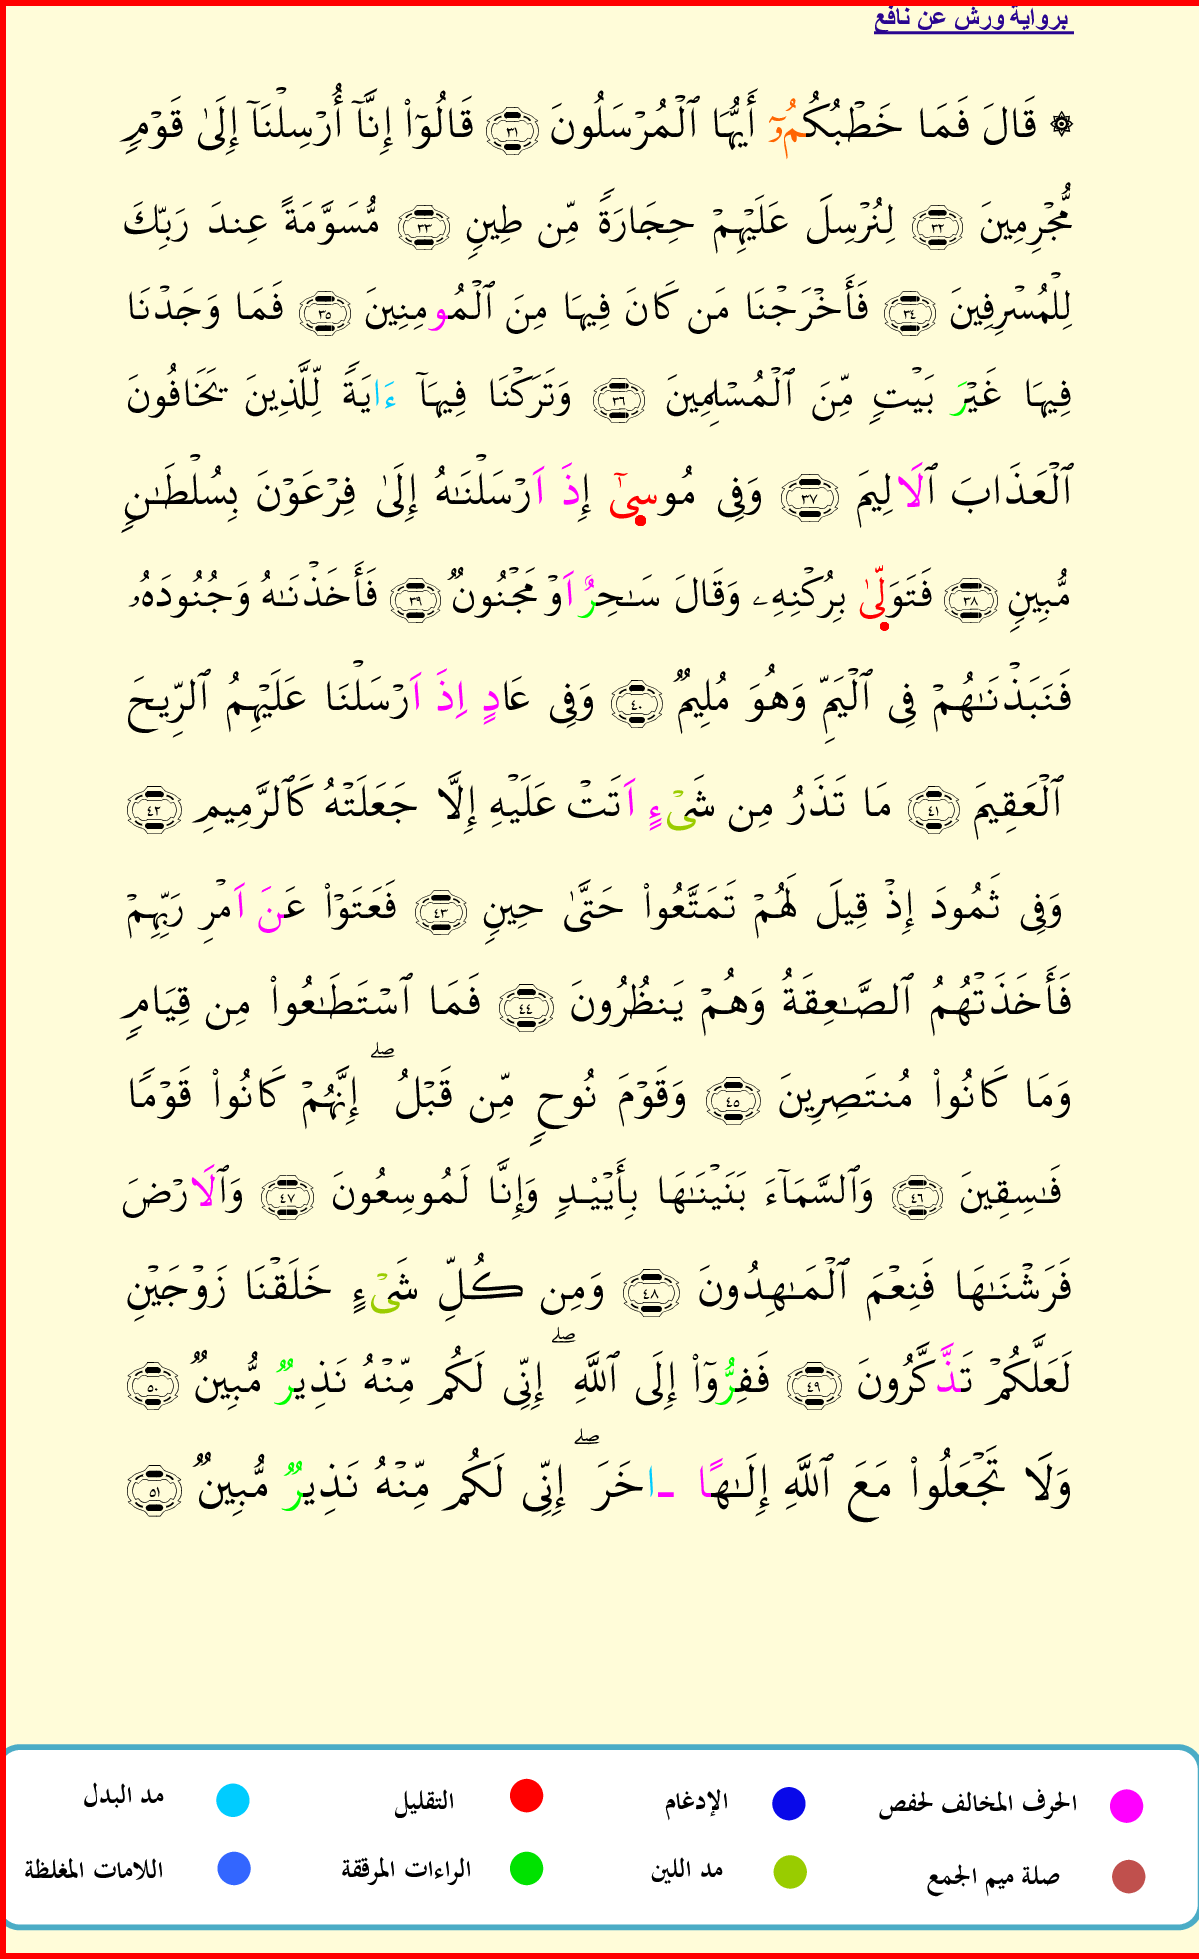 برواية ورش عن نافع
۞ قَالَ فَمَا خَطْبُكُمُۥٓ أَيُّهَا ٱلْمُرْسَلُونَ ٣١ قَالُوٓاْ إِنَّآ أُرْسِلْنَآ إِلَىٰ قَوْمٍ
مُّجْرِمِينَ ٣٢ لِنُرْسِلَ عَلَيْهِمْ حِجَارَةً مِّن طِينٍ ٣٣ مُّسَوَّمَةً عِندَ رَبِّكَ
لِلْمُسْرِفِينَ ٣٤ فَأَخْرَجْنَا مَن كَانَ فِيهَا مِنَ ٱلْمُومِنِينَ ٣٥ فَمَا وَجَدْنَا
فِيهَا غَيْرَ بَيْتٍ مِّنَ ٱلْمُسْلِمِينَ ٣٦ وَتَرَكْنَا فِيهَآ ءَايَةً لِّلَّذِينَ يَخَافُونَ
ٱلْعَذَابَ ٱلَالِيمَ ٣٧ وَفِى مُوسىٰٓ إِذَ اَرْسَلْنَٰهُ إِلَىٰ فِرْعَوْنَ بِسُلْطَٰنٍ
مُّبِينٍ ٣٨ فَتَوَلّىٰ بِرُكْنِهِۦ وَقَالَ سَٰحِرٌ اَوْ مَجْنُونٌ ٣٩ فَأَخَذْنَٰهُ وَجُنُودَهُۥ
فَنَبَذْنَٰهُمْ فِى ٱلْيَمِّ وَهُوَ مُلِيمٌ ٤٠ وَفِى عَادٍ اِذَ اَرْسَلْنَا عَلَيْهِمُ ٱلرِّيحَ
ٱلْعَقِيمَ ٤١ مَا تَذَرُ مِن شَىْءٍ اَتَتْ عَلَيْهِ إِلَّا جَعَلَتْهُ كَٱلرَّمِيمِ ٤٢
وَفِى ثَمُودَ إِذْ قِيلَ لَهُمْ تَمَتَّعُواْ حَتَّىٰ حِينٍ ٤٣ فَعَتَوْاْ عَنَ اَمْرِ رَبِّهِمْ
فَأَخَذَتْهُمُ ٱلصَّٰعِقَةُ وَهُمْ يَنظُرُونَ ٤٤ فَمَا ٱسْتَطَٰعُواْ مِن قِيَامٍ
وَمَا كَانُواْ مُنتَصِرِينَ ٤٥ وَقَوْمَ نُوحٍ مِّن قَبْلُ ۖ إِنَّهُمْ كَانُواْ قَوْمًا
فَٰسِقِينَ ٤٦ وَٱلسَّمَآءَ بَنَيْنَٰهَا بِأَيْيْدٍ وَإِنَّا لَمُوسِعُونَ ٤٧ وَٱلَارْضَ
فَرَشْنَٰهَا فَنِعْمَ ٱلْمَٰهِدُونَ ٤٨ وَمِن كُلِّ شَىْءٍ خَلَقْنَا زَوْجَيْنِ
لَعَلَّكُمْ تَذَّكَّرُونَ ٤٩ فَفِرُّوٓاْ إِلَى ٱللَّهِ ۖ إِنِّى لَكُم مِّنْهُ نَذِيرٌ مُّبِينٌ ٥٠
وَلَا تَجْعَلُواْ مَعَ ٱللَّهِ إِلَٰهًا ـاخَرَ ۖ إِنِّى لَكُم مِّنْهُ نَذِيرٌ مُّبِينٌ ٥١
الحرف المخالف لحفص الإدغام التقليل مد البدل
صلة ميم الجمع مد اللين الراءات المرققة اللامات المغلظة